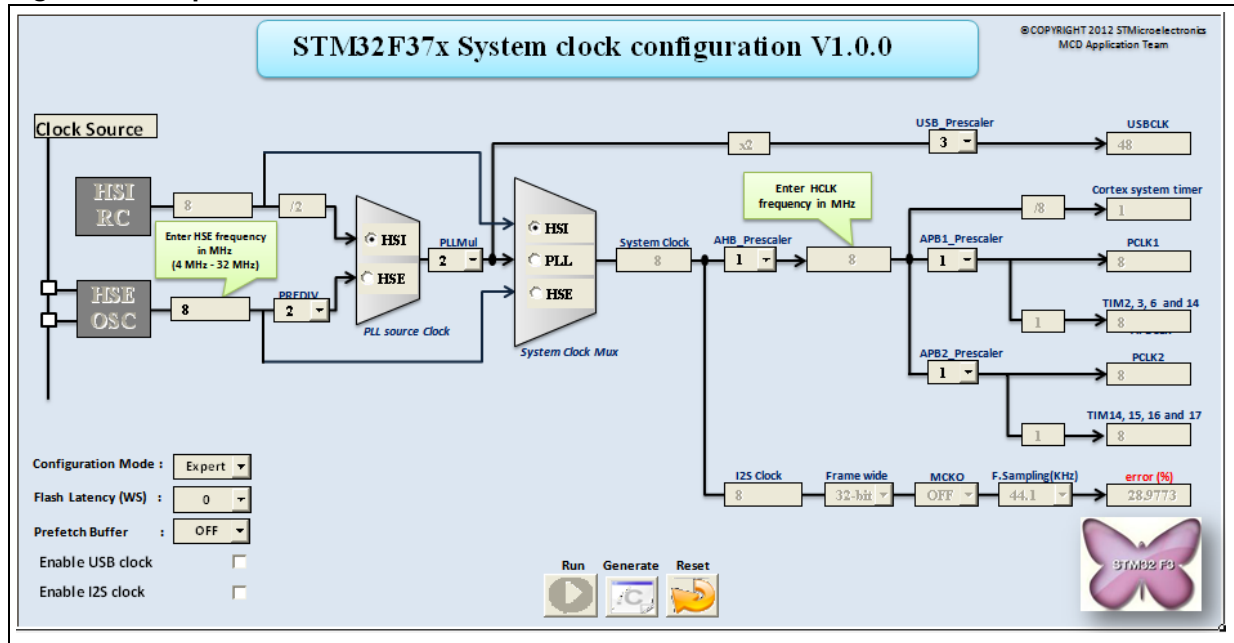 STM32F37x System clock configuration V1.0.0
©COPYRIGHT 2012 STMicroelectronics
MCD Application Team
Clock Source
HSI
RC
8
/2
Enter HSE frequency
in MHz
(4 MHz - 32 MHz)
HSE
OSC
8
PREDIV
2
HSI
HSE
PLL source Clock
PLLMul
2
HSI
PLL
HSE
System Clock Mux
x2
USB_Prescaler
3
USBCLK
48
System Clock
8
AHB_Prescaler
1
Enter HCLK
frequency in MHz
8
/8
Cortex system timer
1
APB1_Prescaler
1
PCLK1
8
1
TIM2, 3, 6 and 14
8
APB2_Prescaler
1
PCLK2
8
1
TIM14, 15, 16 and 17
8
I2S Clock
8
Frame wide
32-bit
MCKO
OFF
F.Sampling(KHz)
44.1
error (%)
28.9773
Configuration Mode :
Expert
Flash Latency (WS) :
0
Prefetch Buffer :
OFF
Enable USB clock
Enable I2S clock
Run
Generate
Reset
.C
STM32 F3